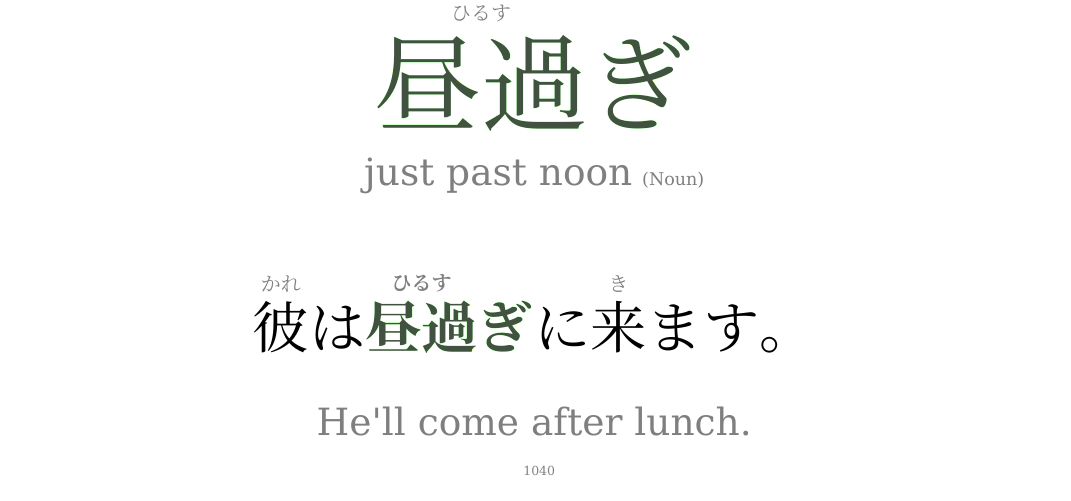 ひるす
昼過ぎ
just past noon (Noun)
かれ ひるす き
彼は昼過ぎに来ます。
He'll come after lunch.
1040